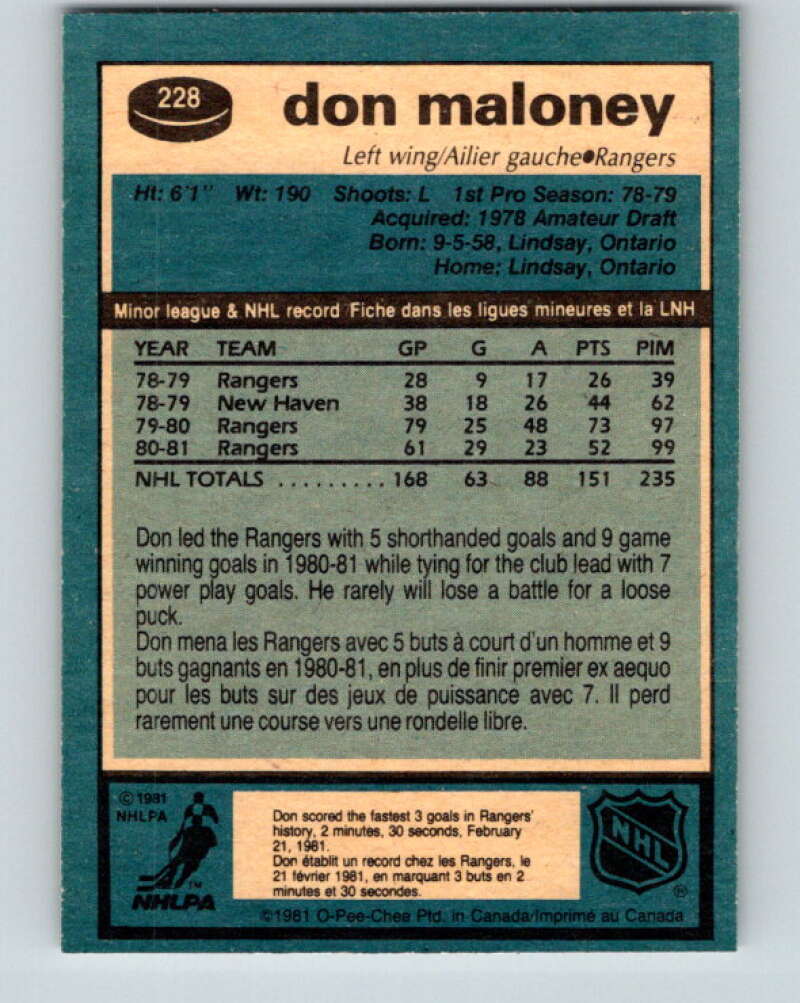 228
don maloney
Left wing/Ailier gauche●Rangers
Ht: 6'1" Wt: 190 Shoots: L 1st Pro Season: 78-79
Acquired: 1978 Amateur Draft
Born: 9-5-58, Lindsay, Ontario
Home: Lindsay, Ontario
Minor league & NHL record Fiche dans les ligues mineures et la LNH
YEAR TEAM GP G A PTS PIM
78-79 Rangers 28 9 17 26 39
78-79 New Haven 38 18 26 44 62
79-80 Rangers 79 25 48 73 97
80-81 Rangers 61 29 23 52 99
NHL TOTALS .......... 168 63 88 151 235
Don led the Rangers with 5 shorthanded goals and 9 game
winning goals in 1980-81 while tying for the club lead with 7
power play goals. He rarely will lose a battle for a loose
puck.
Don mena les Rangers avec 5 buts à court d'un homme et 9
buts gagnants en 1980-81, en plus de finir premier ex aequo
pour les buts sur des jeux de puissance avec 7. Il perd
rarement une course vers une rondelle libre.
© 1981
NHLPA
TM
NHLPA
Don scored the fastest 3 goals in Rangers'
history, 2 minutes, 30 seconds, February
21, 1981.
Don établit un record chez les Rangers, le
21 février 1981, en marquant 3 buts en 2
minutes et 30 secondes.
NHL
®
©1981 O-Pee-Chee Ptd. in Canada/Imprimé au Canada